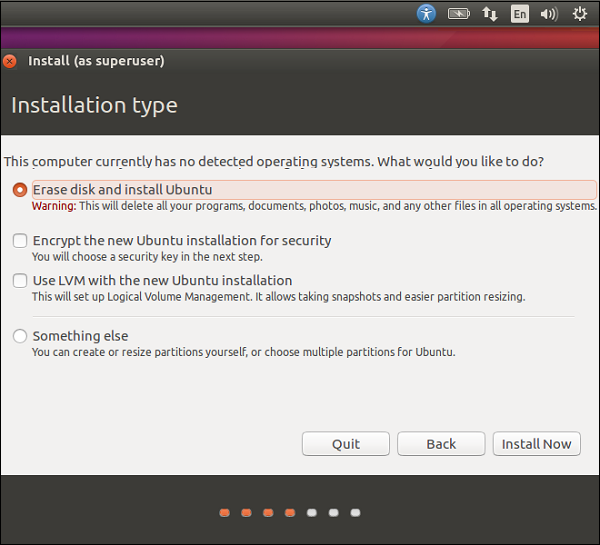 En
Install (as superuser)
Installation type
This computer currently has no detected operating systems. What would you like to do?
Erase disk and install Ubuntu
Warning: This will delete all your programs, documents, photos, music, and any other files in all operating systems.
Encrypt the new Ubuntu installation for security
You will choose a security key in the next step.
Use LVM with the new Ubuntu installation
This will set up Logical Volume Management. It allows taking snapshots and easier partition resizing.
Something else
You can create or resize partitions yourself, or choose multiple partitions for Ubuntu.
Quit Back Install Now